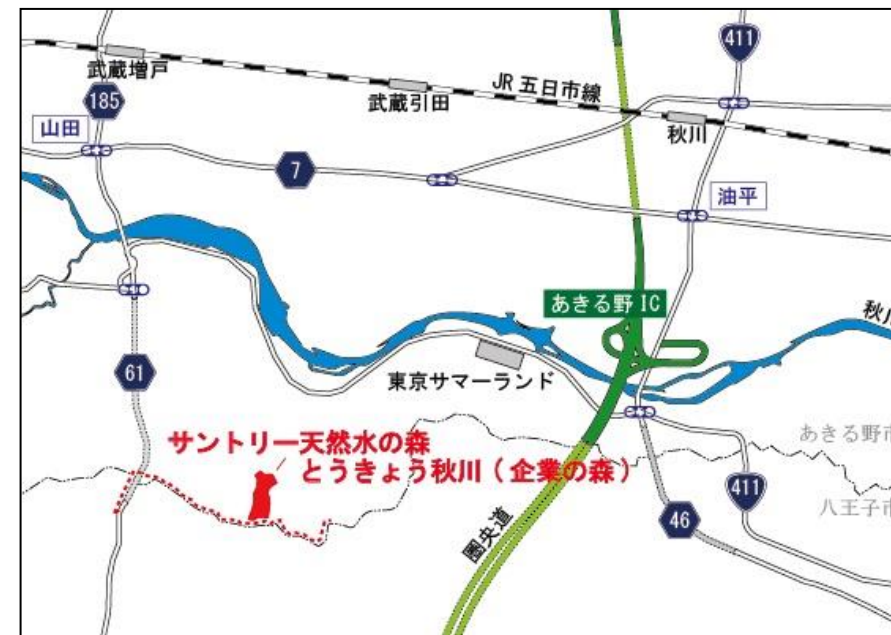 411
武蔵増戸
JR 五日市線
185
武蔵引田
山田
秋川
7
油平
あきる野 IC
秋川
61
東京サマーランド
サントリー天然水の森
とうきょう秋川（企業の森）
あきる野市
八王子市
411
46
圏央道